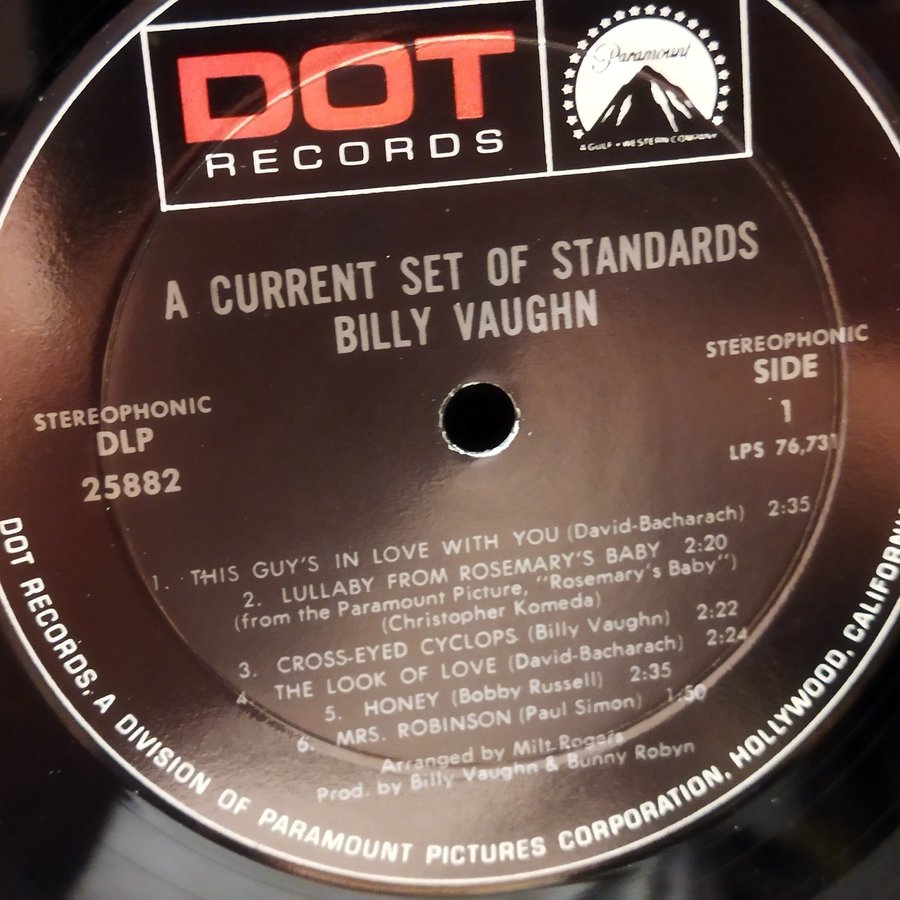 DOT
RECORDS
Paramount
A GULF + WESTERN COMPANY
A CURRENT SET OF STANDARDS
BILLY VAUGHN
STEREOPHONIC
DLP
25882
STEREOPHONIC
SIDE
1
LPS 76,731
1. THIS GUY'S IN LOVE WITH YOU (David-Bacharach) 2:35
2. LULLABY FROM ROSEMARY'S BABY 2:20
(from the Paramount Picture, "Rosemary's Baby")
(Christopher Komeda)
3. CROSS-EYED CYCLOPS (Billy Vaughn) 2:22
4. THE LOOK OF LOVE (David-Bacharach) 2:24
5. HONEY (Bobby Russell) 2:35
6. MRS. ROBINSON (Paul Simon) 1:50
Arranged by Milt Rogers
Prod. by Billy Vaughn & Bunny Robyn
DOT RECORDS, A DIVISION OF PARAMOUNT PICTURES CORPORATION, HOLLYWOOD, CALIFORNIA